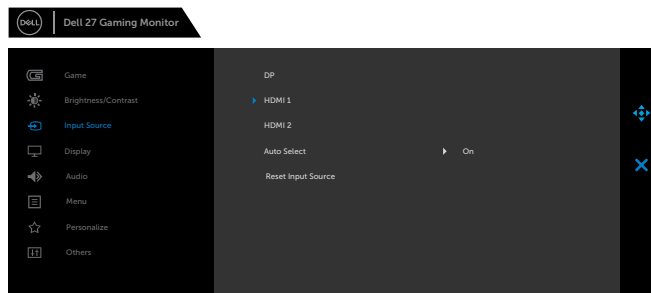 DELL
Dell 27 Gaming Monitor
Game
Brightness/Contrast
Input Source
Display
Audio
Menu
Personalize
Others
DP
HDMI 1
HDMI 2
Auto Select On
Reset Input Source